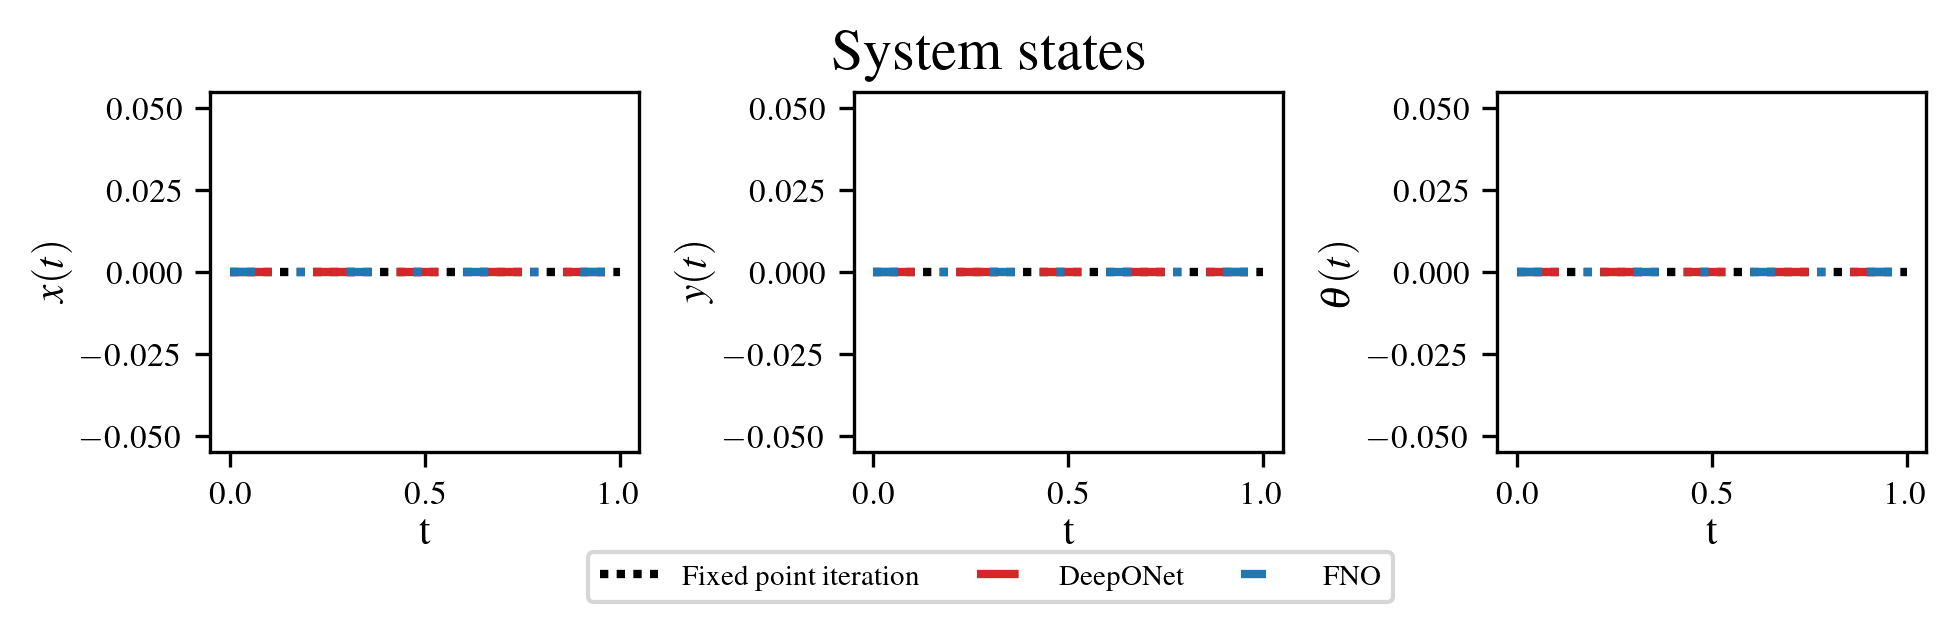 System states
0.050 0.050 0.050
0.025 0.025 0.025
x(t) 0.000 y(t) 0.000 θ(t) 0.000
−0.025 −0.025 −0.025
−0.050 −0.050 −0.050
0.0 0.5 1.0 0.0 0.5 1.0 0.0 0.5 1.0
t t t
Fixed point iteration DeepONet FNO